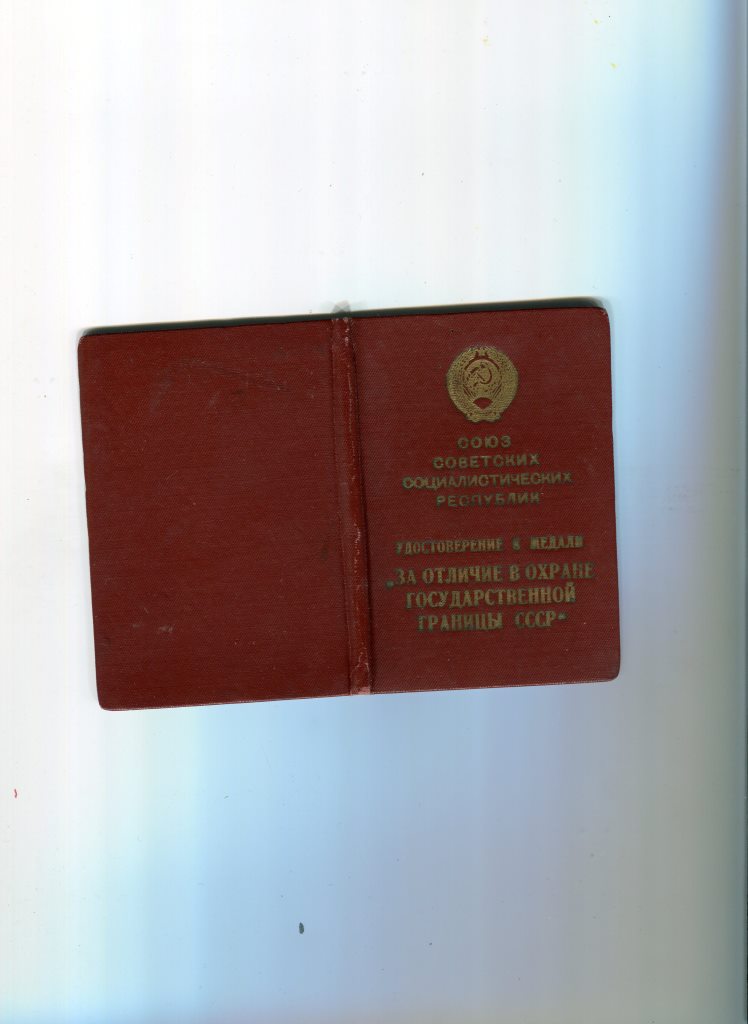 СОЮЗ
СОВЕТСКИХ
СОЦИАЛИСТИЧЕСКИХ
РЕСПУБЛИК
УДОСТОВЕРЕНИЕ К МЕДАЛИ
„ЗА ОТЛИЧИЕ В ОХРАНЕ
ГОСУДАРСТВЕННОЙ
ГРАНИЦЫ СССР“